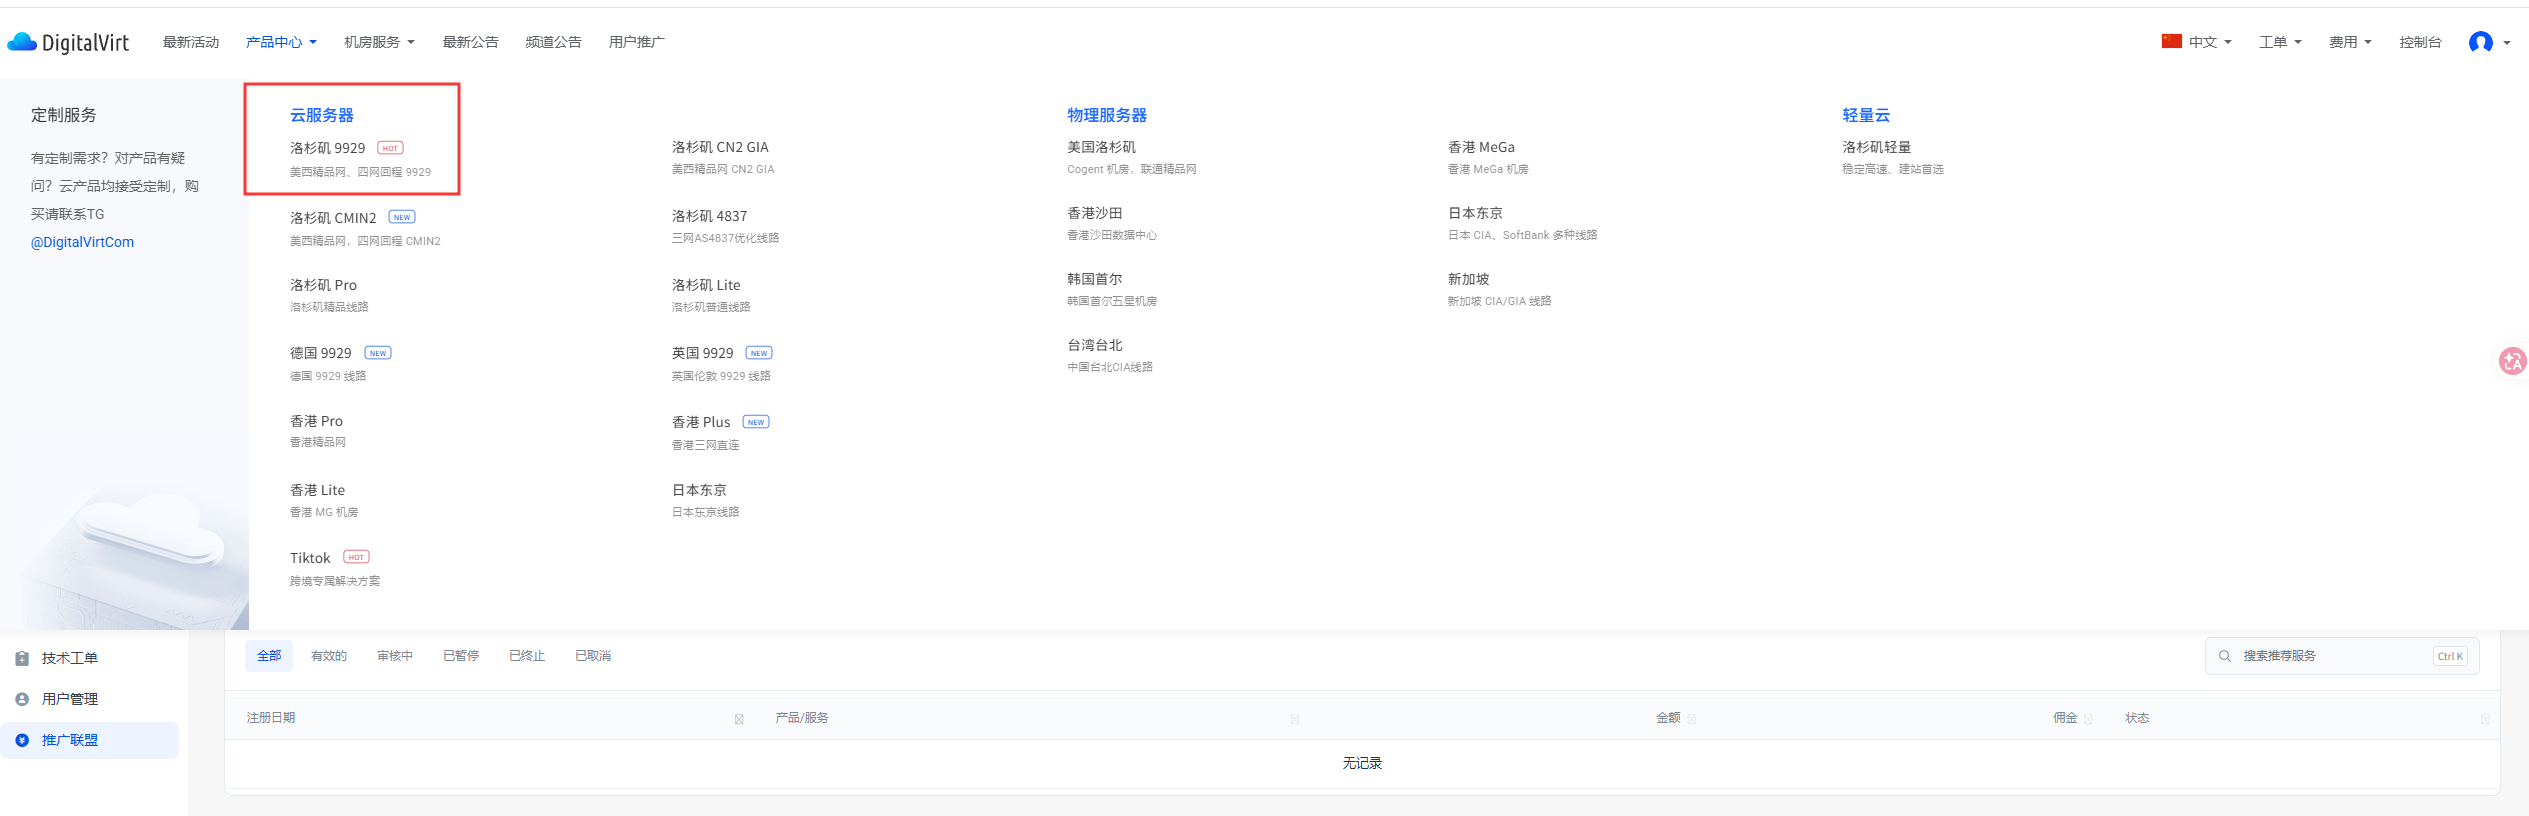 DigitalVirt
最新活动
产品中心
机房服务
最新公告
频道公告
用户推广
中文
工单
费用
控制台
定制服务
有定制需求？对产品有疑
问？云产品均接受定制，购
买请联系TG
@DigitalVirtCom
云服务器
洛杉矶 9929 HOT
美西精品网、四网回程 9929
洛杉矶 CN2 GIA
美西精品网 CN2 GIA
洛杉矶 CMIN2 NEW
美西精品网，四网回程 CMIN2
洛杉矶 4837
三网AS4837优化线路
洛杉矶 Pro
洛杉矶精品线路
洛杉矶 Lite
洛杉矶普通线路
德国 9929 NEW
德国 9929 线路
英国 9929 NEW
英国伦敦 9929 线路
香港 Pro
香港精品网
香港 Plus NEW
香港三网直连
香港 Lite
香港 MG 机房
日本东京
日本东京线路
Tiktok HOT
跨境专属解决方案
物理服务器
美国洛杉矶
Cogent 机房，联通精品网
香港 MeGa
香港 MeGa 机房
香港沙田
香港沙田数据中心
日本东京
日本 CIA、SoftBank 多种线路
韩国首尔
韩国首尔五星机房
新加坡
新加坡 CIA/GIA 线路
台湾台北
中国台北CIA线路
轻量云
洛杉矶轻量
稳定高速、建站首选
技术工单
用户管理
推广联盟
全部
有效的
审核中
已暂停
已终止
已取消
搜索推荐服务
Ctrl K
注册日期
产品/服务
金额
佣金
状态
无记录